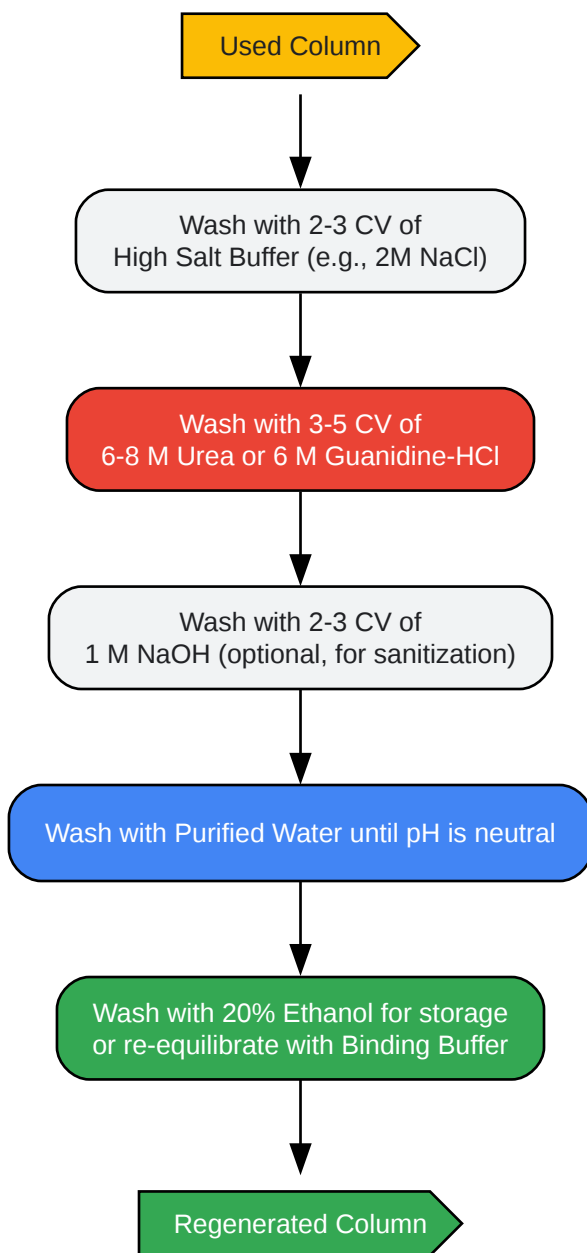 Used Column
Wash with 2-3 CV of
High Salt Buffer (e.g., 2M NaCl)
Wash with 3-5 CV of
6-8 M Urea or 6 M Guanidine-HCl
Wash with 2-3 CV of
1 M NaOH (optional, for sanitization)
Wash with Purified Water until pH is neutral
Wash with 20% Ethanol for storage
or re-equilibrate with Binding Buffer
Regenerated Column